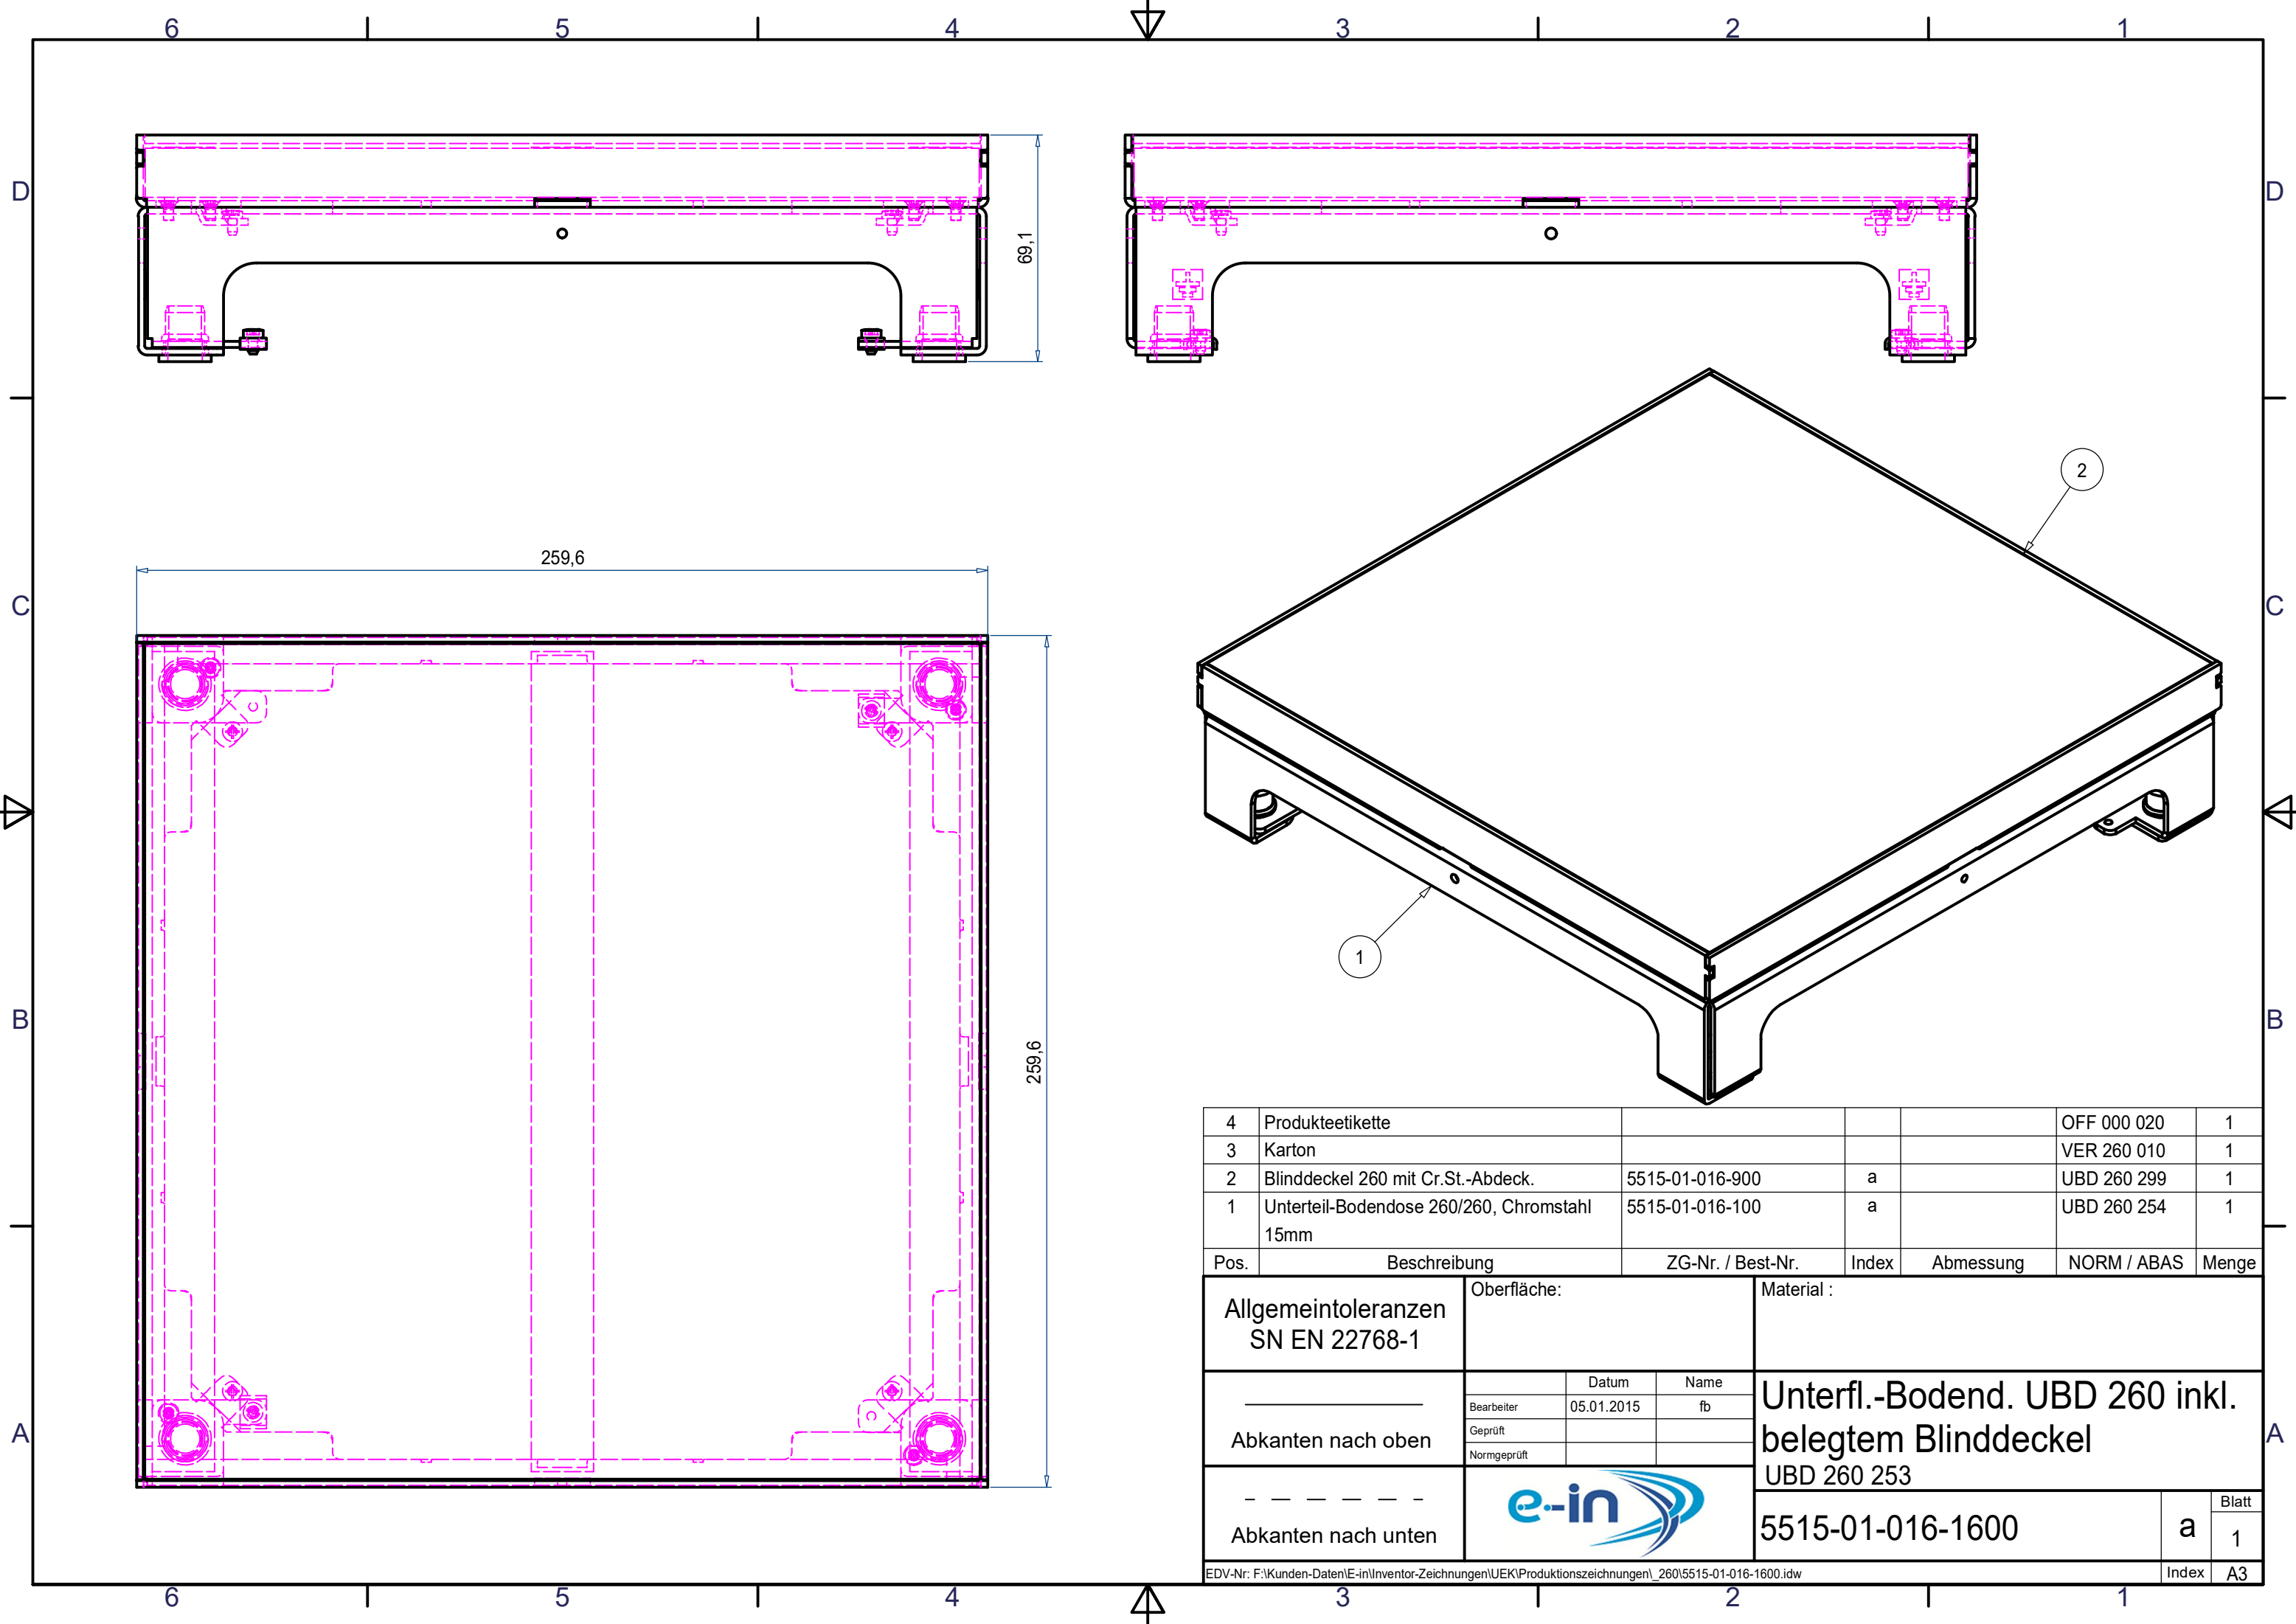 6 5 4 3 2 1
D D
69,1
2
259,6
C C
1
259,6
B B
4 Produkteetikette OFF 000 020 1
3 Karton VER 260 010 1
2 Blinddeckel 260 mit Cr.St.-Abdeck. 5515-01-016-900 a UBD 260 299 1
1 Unterteil-Bodendose 260/260, Chromstahl 5515-01-016-100 a UBD 260 254 1
15mm
Pos. Beschreibung ZG-Nr. / Best-Nr. Index Abmessung NORM / ABAS Menge
Allgemeintoleranzen
SN EN 22768-1
Oberfläche:
Material :
Abkanten nach oben
Abkanten nach unten
Datum Name
Bearbeiter 05.01.2015 fb
Geprüft
Normgeprüft
e-in
Unterfl.-Bodend. UBD 260 inkl.
belegtem Blinddeckel
UBD 260 253
A A
5515-01-016-1600 a
Blatt
1
EDV-Nr: F:\Kunden-Daten\E-in\Inventor-Zeichnungen\UEK\Produktionszeichnungen\_260\5515-01-016-1600.idw
Index A3
6 5 4 3 2 1